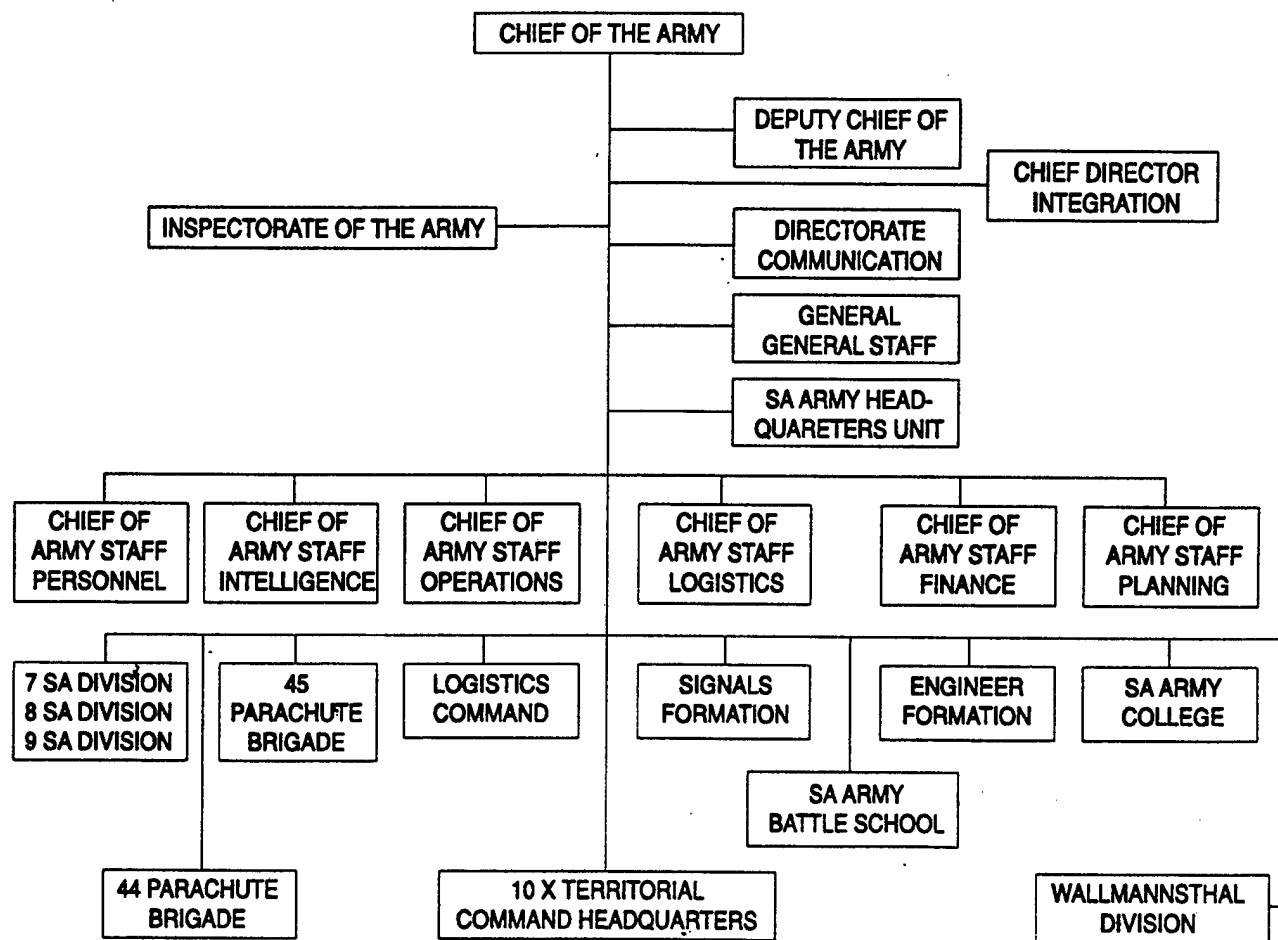 CHIEF OF THE ARMY
DEPUTY CHIEF OF
THE ARMY
CHIEF DIRECTOR
INTEGRATION
INSPECTORATE OF THE ARMY
DIRECTORATE
COMMUNICATION
GENERAL
GENERAL STAFF
SA ARMY HEAD-
QUARETERS UNIT
CHIEF OF
ARMY STAFF
PERSONNEL
CHIEF OF
ARMY STAFF
INTELLIGENCE
CHIEF OF
ARMY STAFF
OPERATIONS
CHIEF OF
ARMY STAFF
LOGISTICS
CHIEF OF
ARMY STAFF
FINANCE
CHIEF OF
ARMY STAFF
PLANNING
7 SA DIVISION
8 SA DIVISION
9 SA DIVISION
45
PARACHUTE
BRIGADE
LOGISTICS
COMMAND
SIGNALS
FORMATION
ENGINEER
FORMATION
SA ARMY
COLLEGE
SA ARMY
BATTLE SCHOOL
44 PARACHUTE
BRIGADE
10 X TERRITORIAL
COMMAND HEADQUARTERS
WALLMANNSTHAL
DIVISION